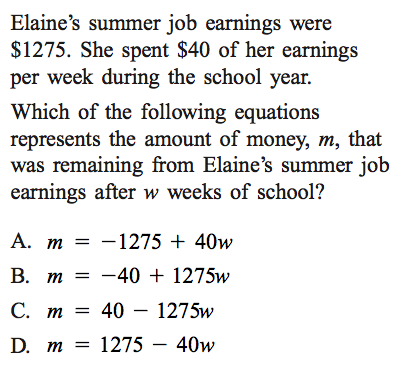 Elaine’s summer job earnings were
$1275. She spent $40 of her earnings
per week during the school year.
Which of the following equations
represents the amount of money, m, that
was remaining from Elaine’s summer job
earnings after w weeks of school?
A. m = −1275 + 40w
B. m = −40 + 1275w
C. m = 40 − 1275w
D. m = 1275 − 40w